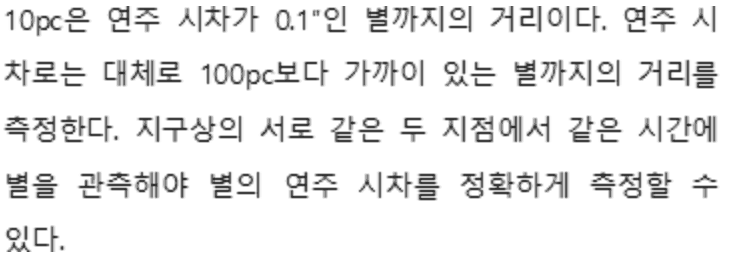 10pc은 연주 시차가 0.1"인 별까지의 거리이다. 연주 시
차로는 대체로 100pc보다 가까이 있는 별까지의 거리를
측정한다. 지구상의 서로 같은 두 지점에서 같은 시간에
별을 관측해야 별의 연주 시차를 정확하게 측정할 수
있다.